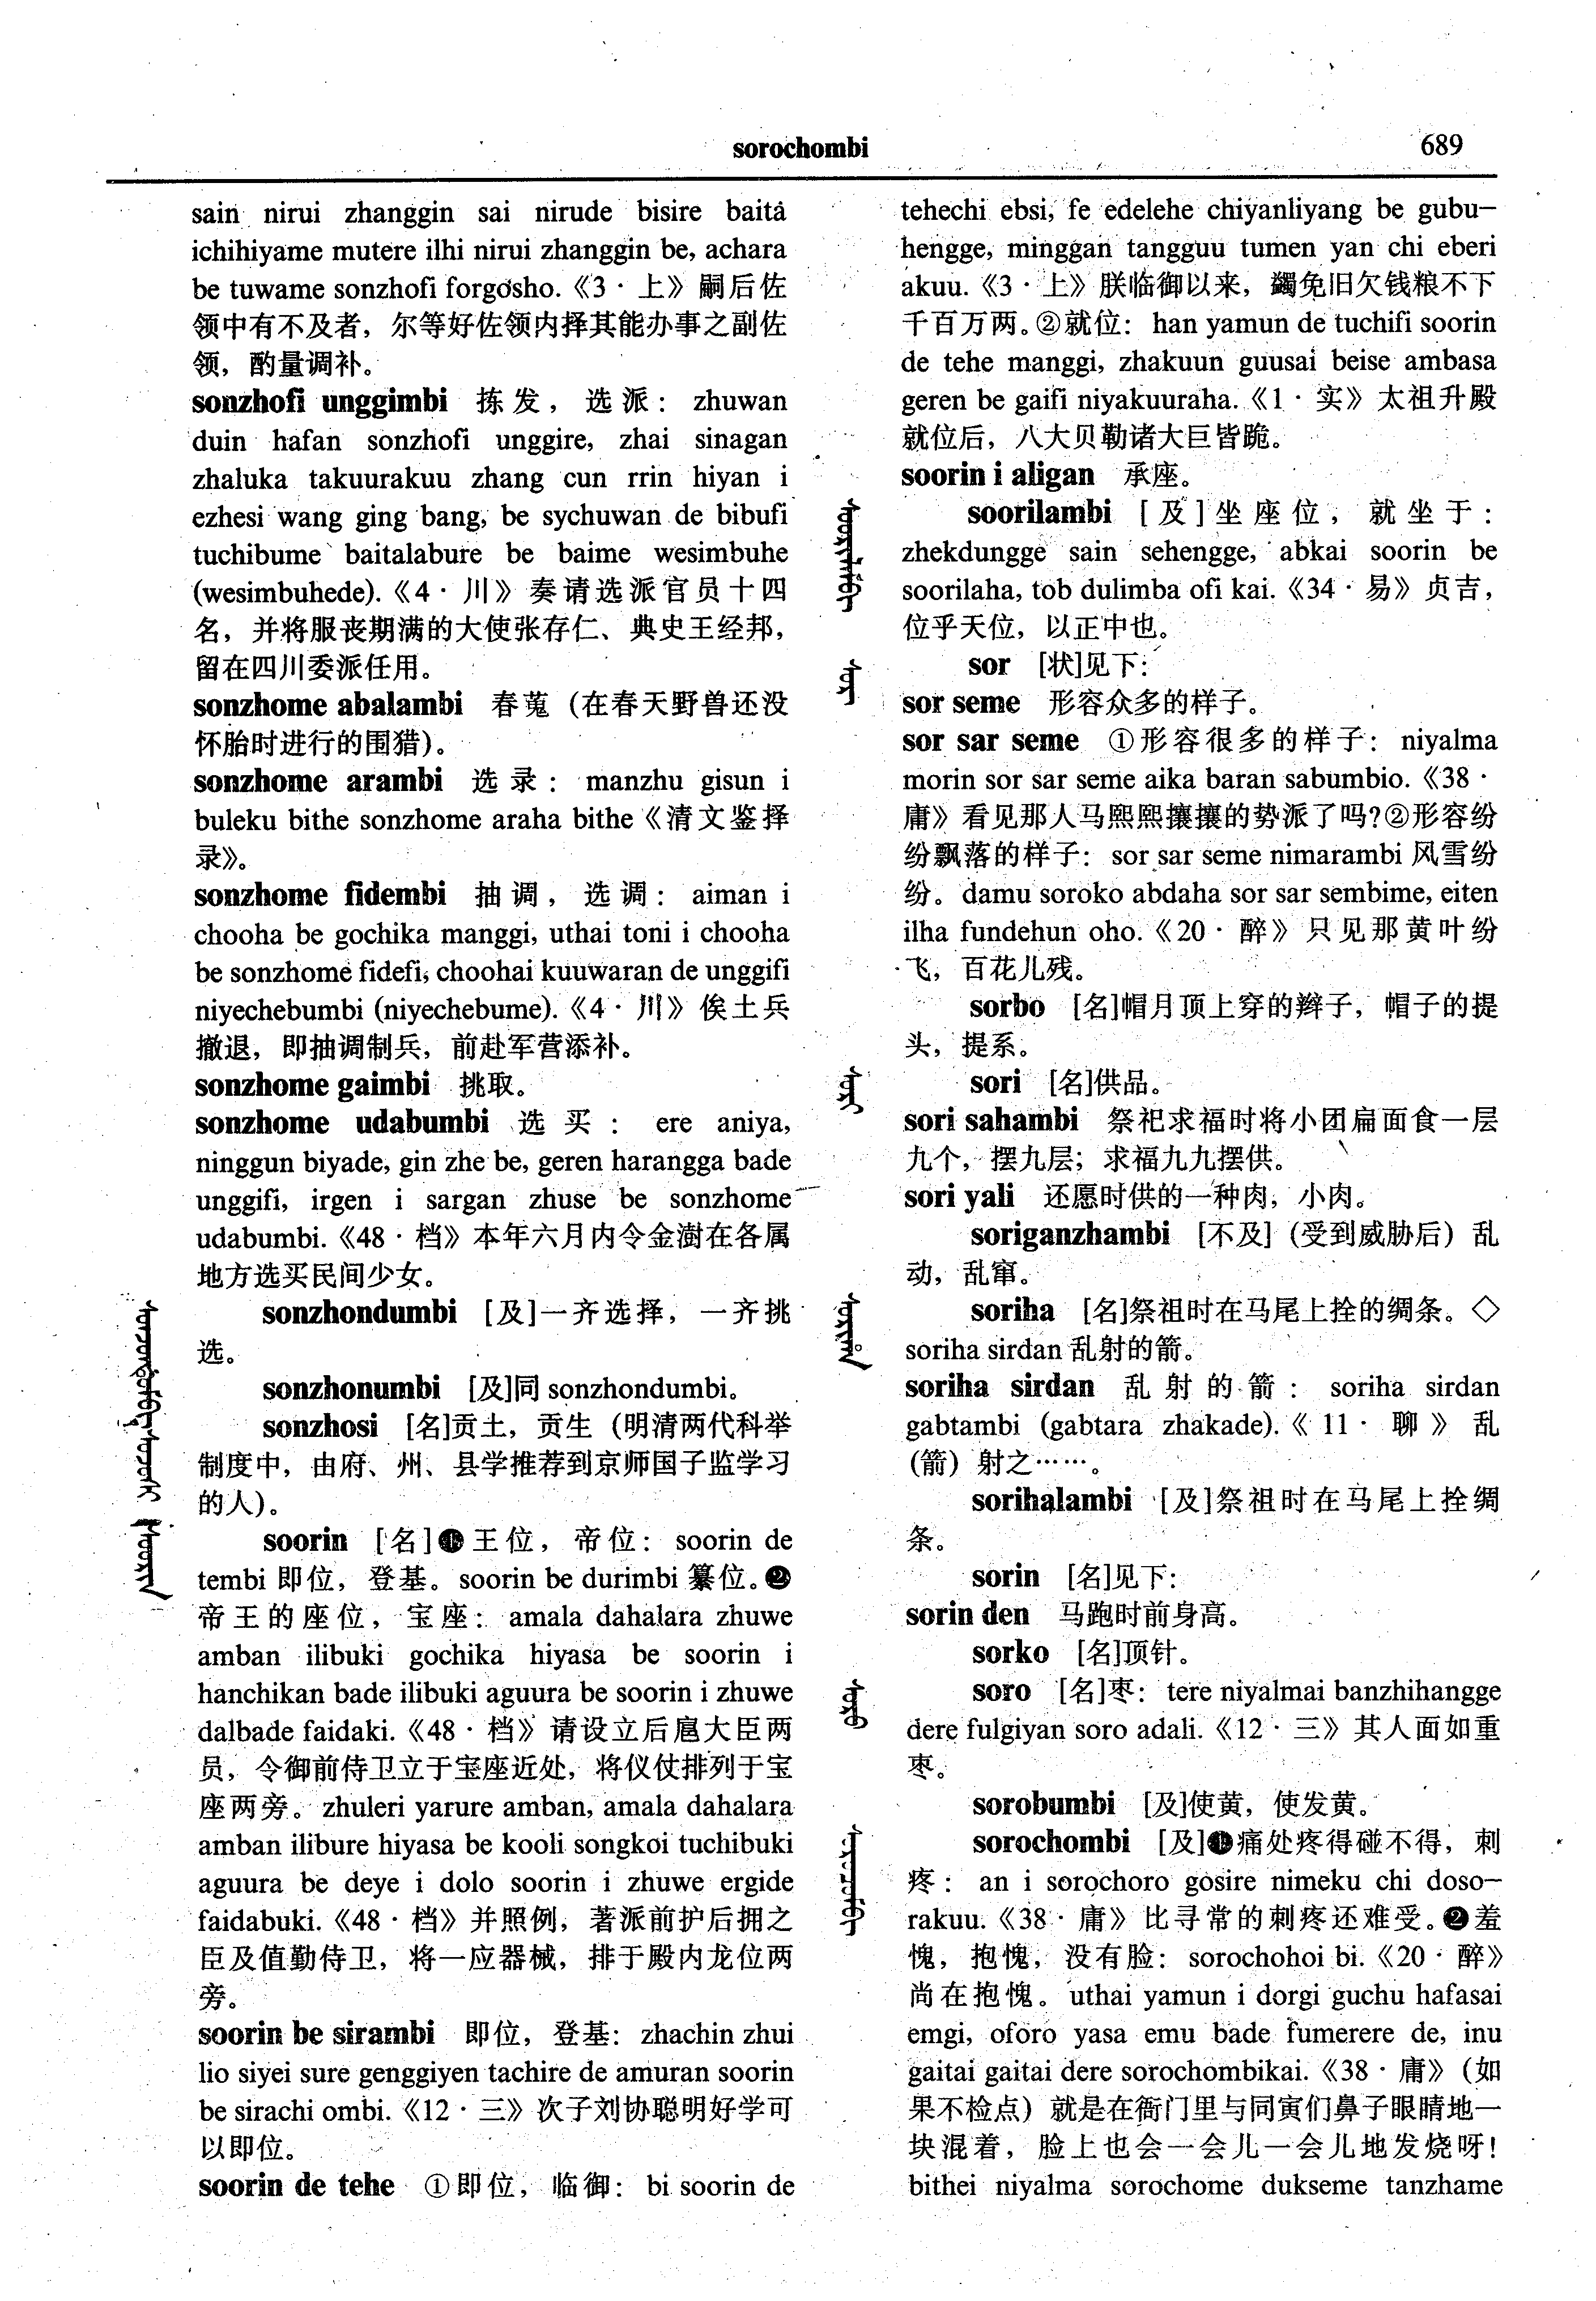 sorochombi
689
sain nirui zhanggin sai nirude bisire baita
ichihiyame mutere ilhi nirui zhanggin be, achara
be tuwame sonzhofi forgosho.《3·上》嗣后佐
领中有不及者，尔等好佐领内择其能办事之副佐
领，酌量调补。
sonzhofi unggimbi 拣发，选派：zhuwan
duin hafan sonzhofi unggire, zhai sinagan
zhaluka takuurakuu zhang cun rrin hiyan i
ezhesi wang ging bang, be sychuwan de bibufi
tuchibume baitalabure be baime wesimbuhe
(wesimbuhede).《4·川》奏请选派官员十四
名，并将服丧期满的大使张存仁、典史王经邦，
留在四川委派任用。
sonzhome abalambi 春蒐（在春天野兽还没
怀胎时进行的围猎）。
sonzhome arambi 选录：manzhu gisun i
buleku bithe sonzhome araha bithe《清文鉴择
录》。
sonzhome fidembi 抽调，选调：aiman i
chooha be gochika manggi, uthai toni i chooha
be sonzhome fidefi, choohai kuuwaran de unggifi
niyechebumbi (niyechebume).《4·川》俟土兵
撤退，即抽调制兵，前赴军营添补。
sonzhome gaimbi 挑取。
sonzhome udabumbi 选买：ere aniya,
ninggun biyade, gin zhe be, geren harangga bade
unggifi, irgen i sargan zhuse be sonzhome
udabumbi.《48·档》本年六月内令金澍在各属
地方选买民间少女。
sonzhondumbi [及]一齐选择，一齐挑
选。
sonzhonumbi [及]同 sonzhondumbi。
sonzhosi [名]贡土，贡生（明清两代科举
制度中，由府、州、县学推荐到京师国子监学习
的人）。
soorin [名]❶王位，帝位：soorin de
tembi 即位，登基。soorin be durimbi 纂位。❷
帝王的座位，宝座：amala dahalara zhuwe
amban ilibuki gochika hiyasa be soorin i
hanchikan bade ilibuki aguura be soorin i zhuwe
dalbade faidaki.《48·档》请设立后扈大臣两
员，令御前侍卫立于宝座近处，将仪仗排列于宝
座两旁。zhuleri yarure amban, amala dahalara
amban ilibure hiyasa be kooli songkoi tuchibuki
aguura be deye i dolo soorin i zhuwe ergide
faidabuki.《48·档》并照例，著派前护后拥之
臣及值勤侍卫，将一应器械，排于殿内龙位两
旁。
soorin be sirambi 即位，登基：zhachin zhui
lio siyei sure genggiyen tachire de amuran soorin
be sirachi ombi.《12·三》次子刘协聪明好学可
以即位。
soorin de tehe ①即位，临御：bi soorin de
tehechi ebsi, fe edelehe chiyanliyang be gubu-
hengge, minggan tangguu tumen yan chi eberi
akuu.《3·上》朕临御以来，蠲免旧欠钱粮不下
千百万两。②就位：han yamun de tuchifi soorin
de tehe manggi, zhakuun guusai beise ambasa
geren be gaifi niyakuuraha.《1·实》太祖升殿
就位后，八大贝勒诸大巨皆跪。
soorin i aligan 承座。
soorilambi [及]坐座位，就坐于：
zhekdungge sain sehengge, abkai soorin be
soorilaha, tob dulimba ofi kai.《34·易》贞吉，
位乎天位，以正中也。
sor [状]见下：
sor seme 形容众多的样子。
sor sar seme ①形容很多的样子：niyalma
morin sor sar seme aika baran sabumbio.《38·
庸》看见那人马熙熙攘攘的势派了吗?②形容纷
纷飘落的样子：sor sar seme nimarambi 风雪纷
纷。damu soroko abdaha sor sar sembime, eiten
ilha fundehun oho.《20·醉》只见那黄叶纷
飞，百花儿残。
sorbo [名]帽月顶上穿的辫子，帽子的提
头，提系。
sori [名]供品。
sori sahambi 祭祀求福时将小团扁面食一层
九个，摆九层；求福九九摆供。
sori yali 还愿时供的一种肉，小肉。
soriganzhambi [不及]（受到威胁后）乱
动，乱窜。
soriha [名]祭祖时在马尾上拴的绸条。◇
soriha sirdan 乱射的箭。
soriha sirdan 乱射的箭：soriha sirdan
gabtambi (gabtara zhakade).《11·聊》乱
（箭）射之……。
sorihalambi [及]祭祖时在马尾上拴绸
条。
sorin [名]见下：
sorin den 马跑时前身高。
sorko [名]顶针。
soro [名]枣：tere niyalmai banzhihangge
dere fulgiyan soro adali.《12·三》其人面如重
枣。
sorobumbi [及]使黄，使发黄。
sorochombi [及]❶痛处疼得碰不得，刺
疼：an i sorochoro gosire nimeku chi doso-
rakuu.《38·庸》比寻常的刺疼还难受。❷羞
愧，抱愧，没有脸：sorochohoi bi.《20·醉》
尚在抱愧。uthai yamun i dorgi guchu hafasai
emgi, oforo yasa emu bade fumerere de, inu
gaitai gaitai dere sorochombikai.《38·庸》（如
果不检点）就是在衙门里与同寅们鼻子眼睛地一
块混着，脸上也会一会儿一会儿地发烧呀！
bithei niyalma sorochome dukseme tanzhame